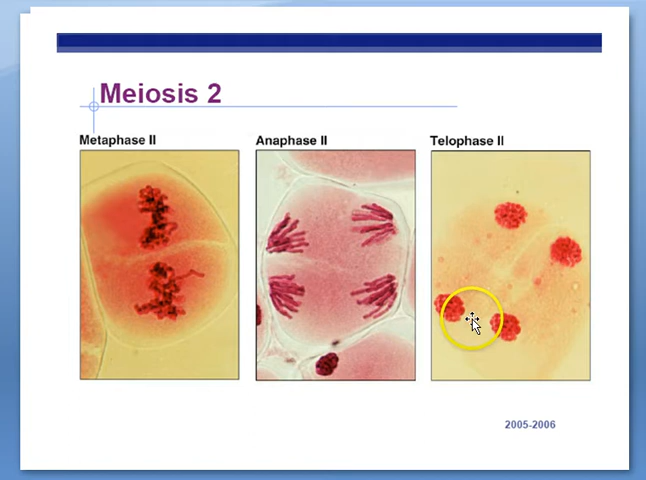 Meiosis 2
Metaphase II
Anaphase II
Telophase II
2005-2006